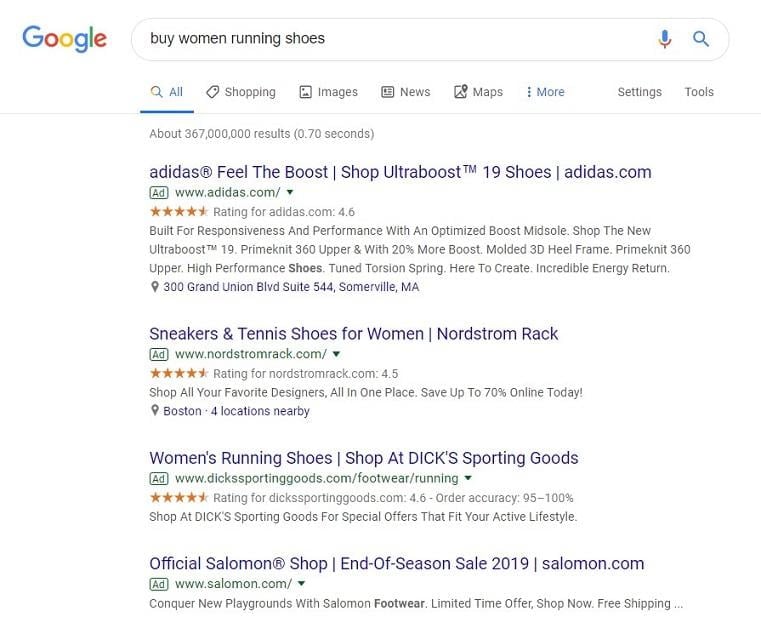 Google
buy women running shoes
All Shopping Images News Maps More Settings Tools
About 367,000,000 results (0.70 seconds)
adidas® Feel The Boost | Shop Ultraboost™ 19 Shoes | adidas.com
Ad www.adidas.com/
Rating for adidas.com: 4.6
Built For Responsiveness And Performance With An Optimized Boost Midsole. Shop The New
Ultraboost™ 19. Primeknit 360 Upper & With 20% More Boost. Molded 3D Heel Frame. Primeknit 360
Upper. High Performance Shoes. Tuned Torsion Spring. Here To Create. Incredible Energy Return.
300 Grand Union Blvd Suite 544, Somerville, MA
Sneakers & Tennis Shoes for Women | Nordstrom Rack
Ad www.nordstromrack.com/
Rating for nordstromrack.com: 4.5
Shop All Your Favorite Designers, All In One Place. Save Up To 70% Online Today!
Boston · 4 locations nearby
Women's Running Shoes | Shop At DICK'S Sporting Goods
Ad www.dickssportinggoods.com/footwear/running
Rating for dickssportinggoods.com: 4.6 - Order accuracy: 95–100%
Shop At DICK'S Sporting Goods For Special Offers That Fit Your Active Lifestyle.
Official Salomon® Shop | End-Of-Season Sale 2019 | salomon.com
Ad www.salomon.com/
Conquer New Playgrounds With Salomon Footwear. Limited Time Offer, Shop Now. Free Shipping ...